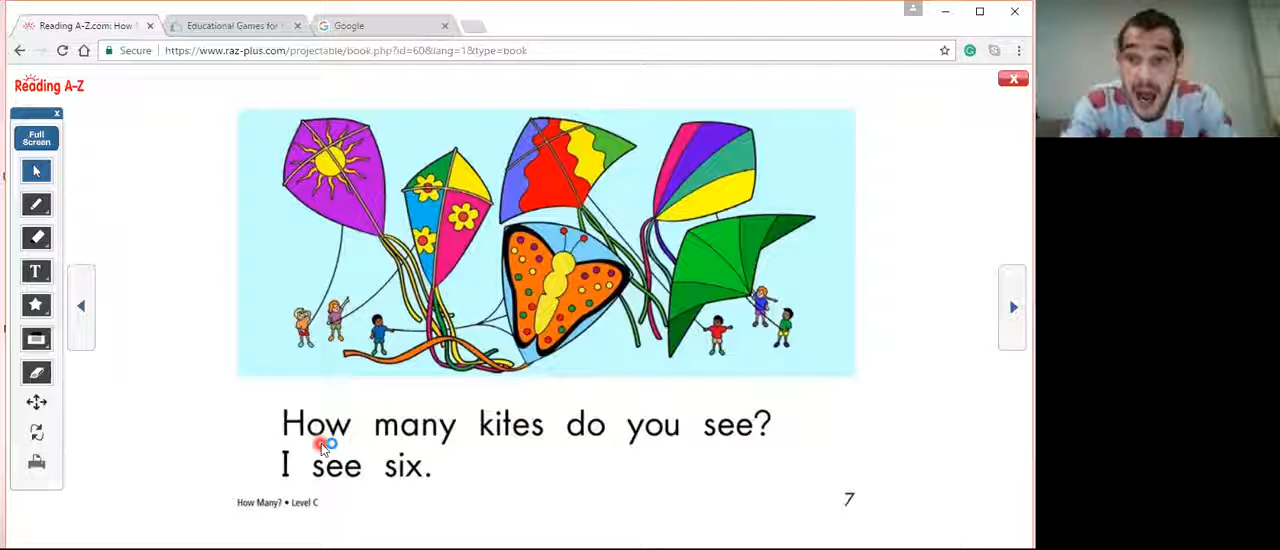 Reading A-Z.com: How
Educational Games for
Google
Secure https://www.raz-plus.com/projectable/book.php?id=60&lang=1&type=book
Reading A-Z
x
X
Full
Screen
T
How many kites do you see?
I see six.
How Many? • Level C
7